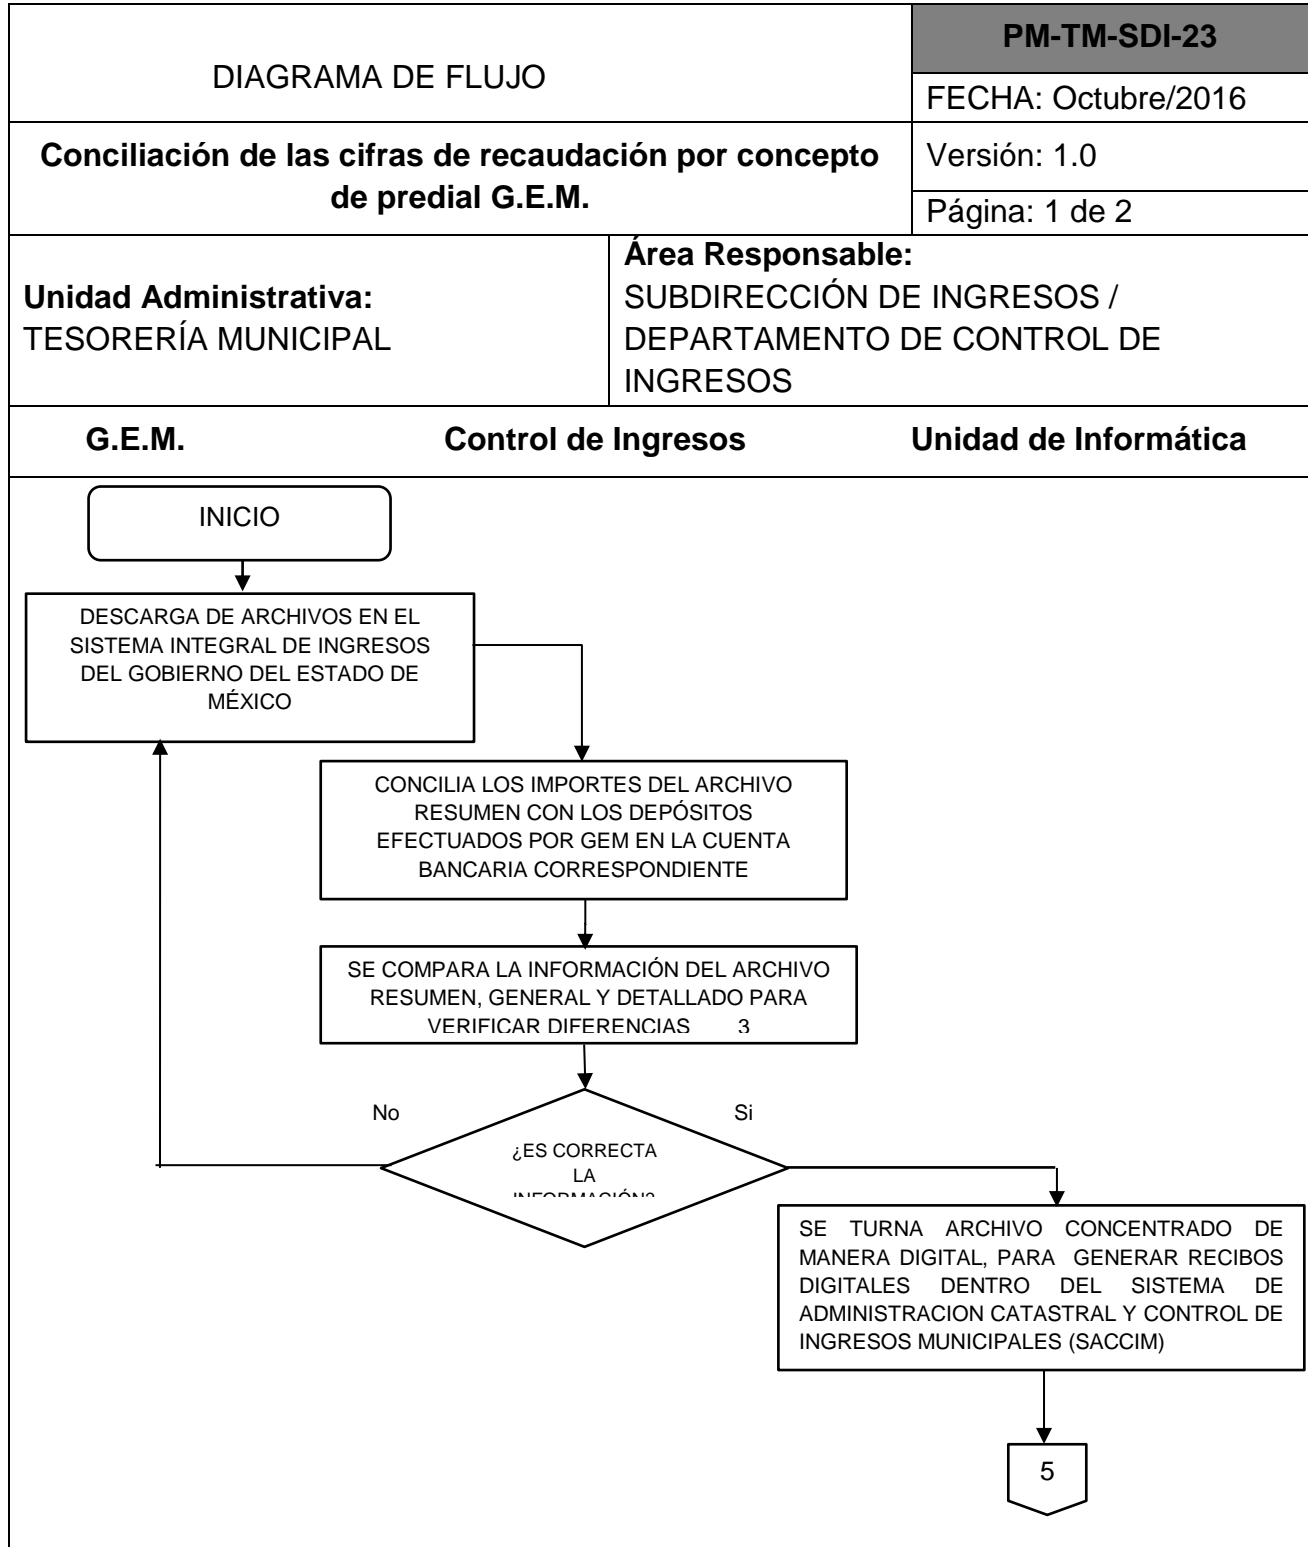 DIAGRAMA DE FLUJO
PM-TM-SDI-23
FECHA: Octubre/2016
Conciliación de las cifras de recaudación por concepto
de predial G.E.M.
Versión: 1.0
Página: 1 de 2
Unidad Administrativa:
TESORERÍA MUNICIPAL
Área Responsable:
SUBDIRECCIÓN DE INGRESOS /
DEPARTAMENTO DE CONTROL DE
INGRESOS
G.E.M. Control de Ingresos Unidad de Informática
INICIO
DESCARGA DE ARCHIVOS EN EL
SISTEMA INTEGRAL DE INGRESOS
DEL GOBIERNO DEL ESTADO DE
MÉXICO
CONCILIA LOS IMPORTES DEL ARCHIVO
RESUMEN CON LOS DEPÓSITOS
EFECTUADOS POR GEM EN LA CUENTA
BANCARIA CORRESPONDIENTE
SE COMPARA LA INFORMACIÓN DEL ARCHIVO
RESUMEN, GENERAL Y DETALLADO PARA
VERIFICAR DIFERENCIAS 3
No
Si
¿ES CORRECTA
LA
INFORMACIÓN?
SE TURNA ARCHIVO CONCENTRADO DE
MANERA DIGITAL, PARA GENERAR RECIBOS
DIGITALES DENTRO DEL SISTEMA DE
ADMINISTRACION CATASTRAL Y CONTROL DE
INGRESOS MUNICIPALES (SACCIM)
5